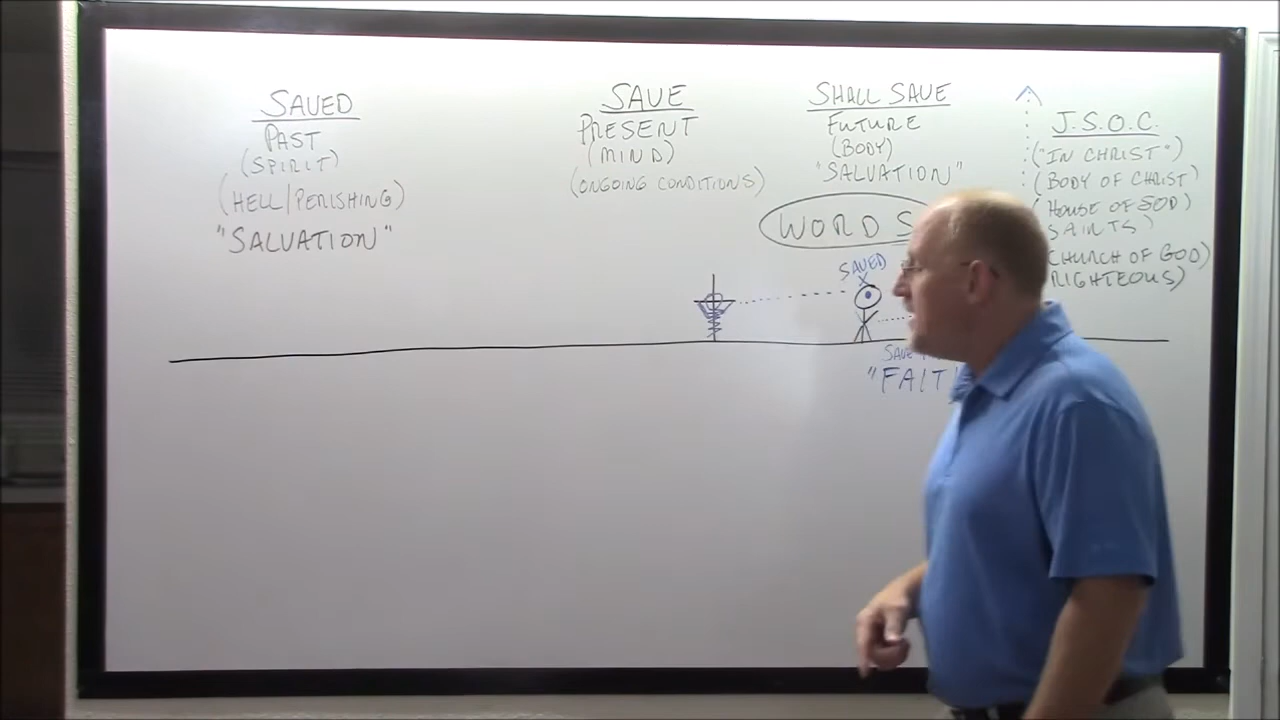 SAVED
PAST
(SPIRIT)
(HELL/PERISHING)
"SALVATION"
SAVE
PRESENT
(MIND)
(ONGOING CONDITIONS)
SHALL SAVE
FUTURE
(BODY)
"SALVATION"
WORDS
J.S.O.C.
("IN CHRIST")
(BODY OF CHRIST)
(HOUSE OF GOD)
SAINTS)
CHURCH OF GOD)
RIGHTEOUS)
SAVED
SAVE
"FAIT